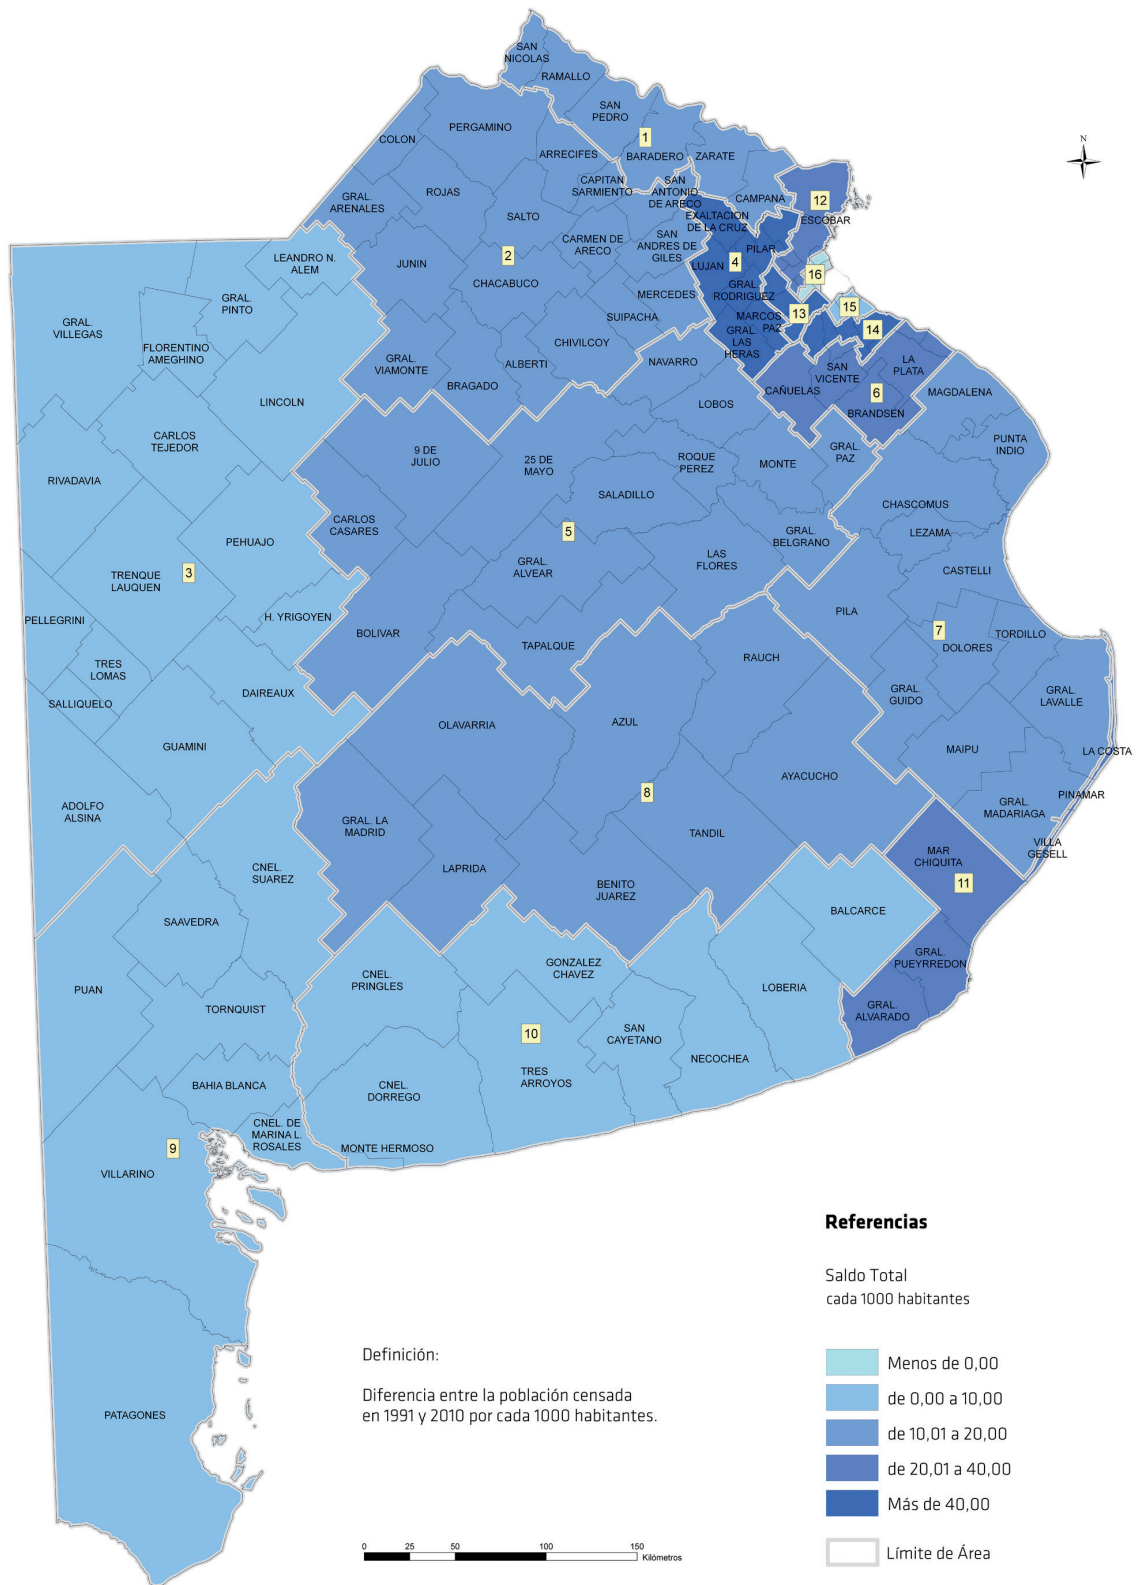 SAN
NICOLAS
RAMALLO
SAN
PEDRO
1
BARADERO
ZARATE
PERGAMINO
COLON
ARRECIFES
CAPITAN
SARMIENTO
SAN
ANTONIO
DE ARECO
CAMPANA
N
12
ESCOBAR
ROJAS
GRAL.
ARENALES
SALTO
EXALTACION
DE LA CRUZ
CARMEN DE
ARECO
SAN
ANDRES DE
GILES
PILAR
4
LUJAN
16
LEANDRO N.
ALEM
JUNIN
2
CHACABUCO
MERCEDES
GRAL.
RODRIGUEZ
GRAL.
PINTO
SUIPACHA
MARCOS
PAZ
13
15
14
GRAL.
VILLEGAS
FLORENTINO
AMEGHINO
CHIVILCOY
GRAL.
LAS
HERAS
GRAL.
VIAMONTE
ALBERTI
BRAGADO
NAVARRO
LA
PLATA
SAN
VICENTE
CAÑUELAS
6
BRANDSEN
MAGDALENA
LINCOLN
LOBOS
CARLOS
TEJEDOR
9 DE
JULIO
25 DE
MAYO
ROQUE
PEREZ
MONTE
GRAL.
PAZ
PUNTA
INDIO
RIVADAVIA
SALADILLO
CHASCOMUS
CARLOS
CASARES
5
GRAL.
BELGRANO
LEZAMA
PEHUAJO
GRAL.
ALVEAR
LAS
FLORES
CASTELLI
3
TRENQUE
LAUQUEN
PELLEGRINI
H. YRIGOYEN
BOLIVAR
PILA
7
DOLORES
TORDILLO
TAPALQUE
RAUCH
TRES
LOMAS
SALLIQUELO
DAIREAUX
GRAL.
GUIDO
GRAL.
LAVALLE
OLAVARRIA
AZUL
GUAMINI
MAIPU
LA COSTA
AYACUCHO
8
PINAMAR
ADOLFO
ALSINA
GRAL.
MADARIAGA
GRAL. LA
MADRID
TANDIL
VILLA
GESELL
MAR
CHIQUITA
CNEL.
SUAREZ
LAPRIDA
BENITO
JUAREZ
11
BALCARCE
SAAVEDRA
GRAL.
PUEYRREDON
GONZALEZ
CHAVEZ
CNEL.
PRINGLES
LOBERIA
PUAN
TORNQUIST
GRAL.
ALVARADO
10
SAN
CAYETANO
NECOCHEA
TRES
ARROYOS
BAHIA BLANCA
CNEL.
DORREGO
CNEL. DE
MARINA L.
ROSALES
MONTE HERMOSO
9
VILLARINO
PATAGONES
Definición:
Diferencia entre la población censada
en 1991 y 2010 por cada 1000 habitantes.
0 25 50 100 150
Kilómetros
Referencias
Saldo Total
cada 1000 habitantes
Menos de 0,00
de 0,00 a 10,00
de 10,01 a 20,00
de 20,01 a 40,00
Más de 40,00
Límite de Área